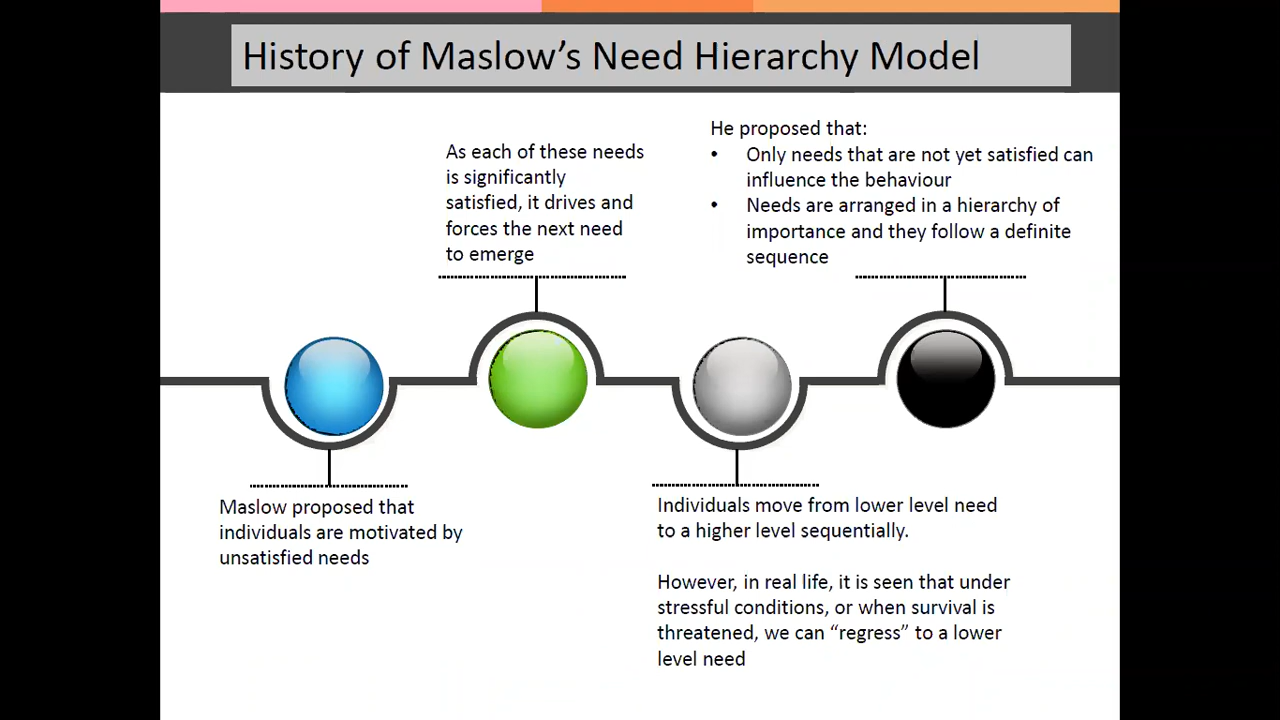 History of Maslow’s Need Hierarchy Model
As each of these needs
is significantly
satisfied, it drives and
forces the next need
to emerge
He proposed that:
• Only needs that are not yet satisfied can
influence the behaviour
• Needs are arranged in a hierarchy of
importance and they follow a definite
sequence
Maslow proposed that
individuals are motivated by
unsatisfied needs
Individuals move from lower level need
to a higher level sequentially.
However, in real life, it is seen that under
stressful conditions, or when survival is
threatened, we can “regress” to a lower
level need